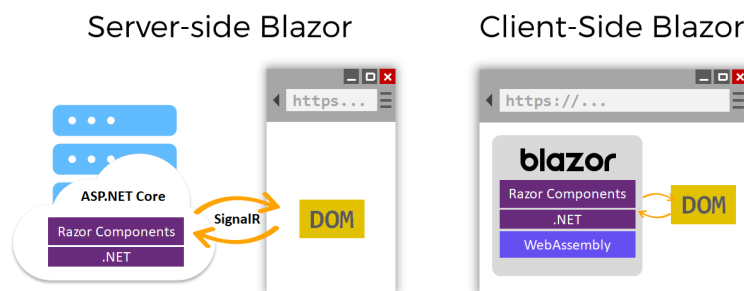 Server-side Blazor
Client-Side Blazor
https...
https://...
ASP.NET Core
Razor Components
.NET
SignalR
DOM
blazor
Razor Components
.NET
WebAssembly
DOM